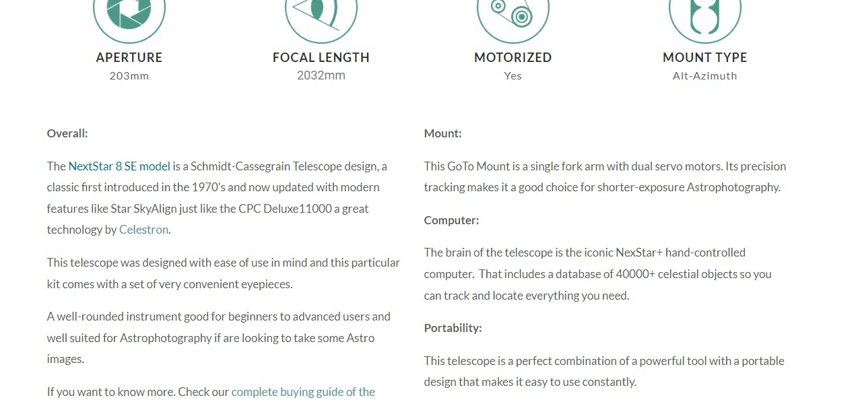 APERTURE
203mm
FOCAL LENGTH
2032mm
MOTORIZED
Yes
MOUNT TYPE
Alt-Azimuth
Overall:
The NextStar 8 SE model is a Schmidt-Cassegrain Telescope design, a
classic first introduced in the 1970's and now updated with modern
features like Star SkyAlign just like the CPC Deluxe11000 a great
technology by Celestron.
This telescope was designed with ease of use in mind and this particular
kit comes with a set of very convenient eyepieces.
A well-rounded instrument good for beginners to advanced users and
well suited for Astrophotography if are looking to take some Astro
images.
If you want to know more. Check our complete buying guide of the
Mount:
This GoTo Mount is a single fork arm with dual servo motors. Its precision
tracking makes it a good choice for shorter-exposure Astrophotography.
Computer:
The brain of the telescope is the iconic NexStar+ hand-controlled
computer. That includes a database of 40000+ celestial objects so you
can track and locate everything you need.
Portability:
This telescope is a perfect combination of a powerful tool with a portable
design that makes it easy to use constantly.